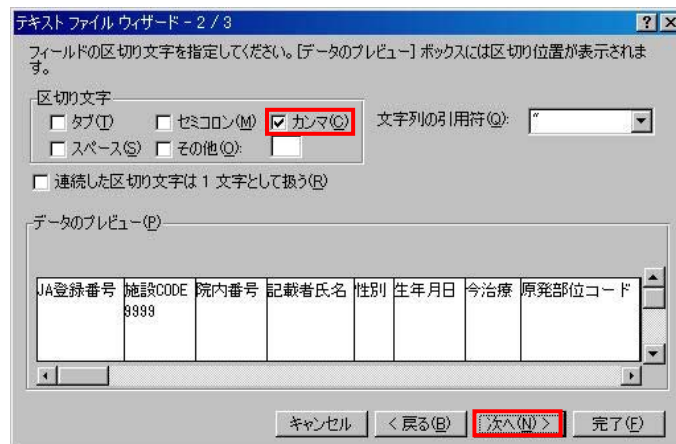 テキスト ファイル ウィザード - 2 / 3
フィールドの区切り文字を指定してください。[データのプレビュー] ボックスには区切り位置が表示されま
す。
区切り文字
タブ(T) セミコロン(M) カンマ(C) 文字列の引用符(Q): "
スペース(S) その他(O):
連続した区切り文字は 1 文字として扱う(R)
データのプレビュー(P)
JA登録番号 施設CODE 院内番号 記載者氏名 性別 生年月日 今治療 原発部位コード
9999
キャンセル < 戻る(B) 次へ(N) > 完了(F)